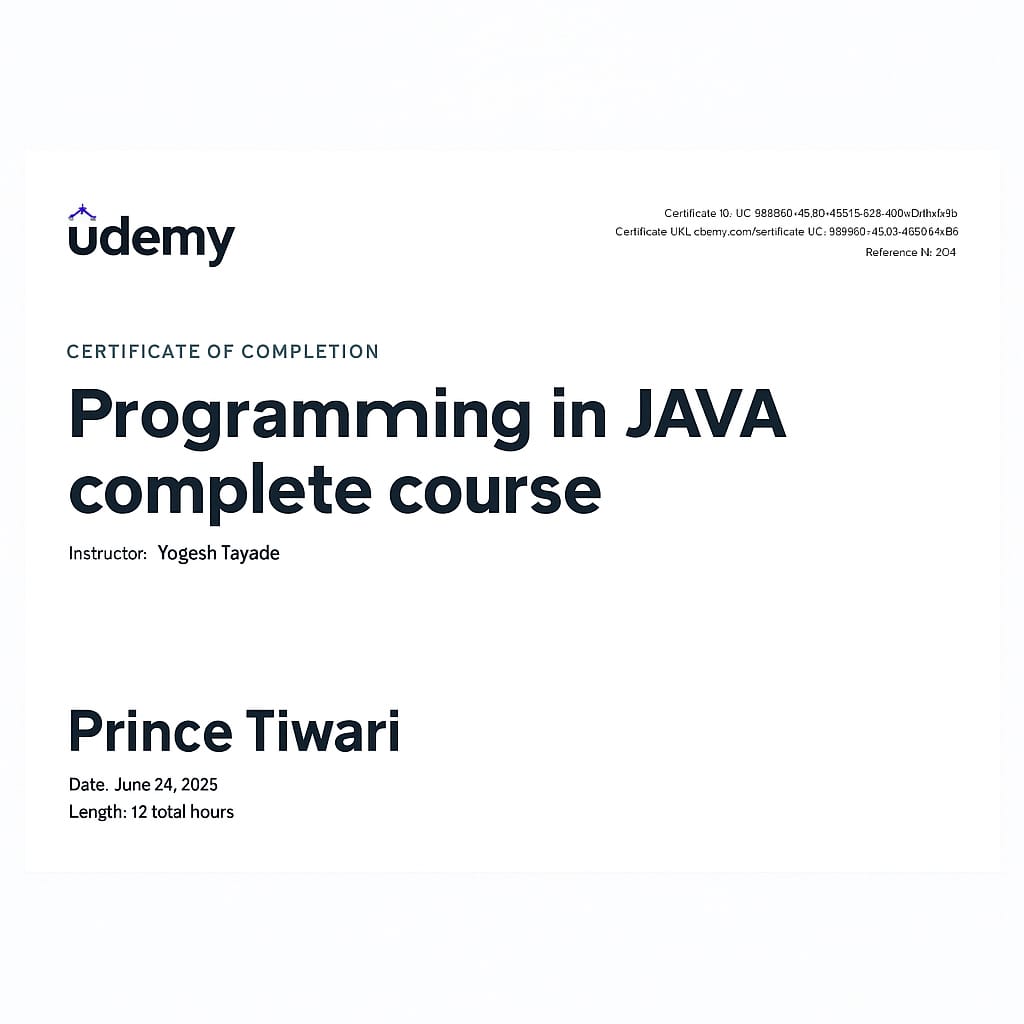 udemy
Certificate 10: UC 988860-45,80-45515-628-400wDrthxfx9b
Certificate UKL cbemy.com/sertificate UC: 989960-45,03-465064xB6
Reference N: 204
CERTIFICATE OF COMPLETION
Programming in JAVA
complete course
Instructor: Yogesh Tayade
Prince Tiwari
Date. June 24, 2025
Length: 12 total hours